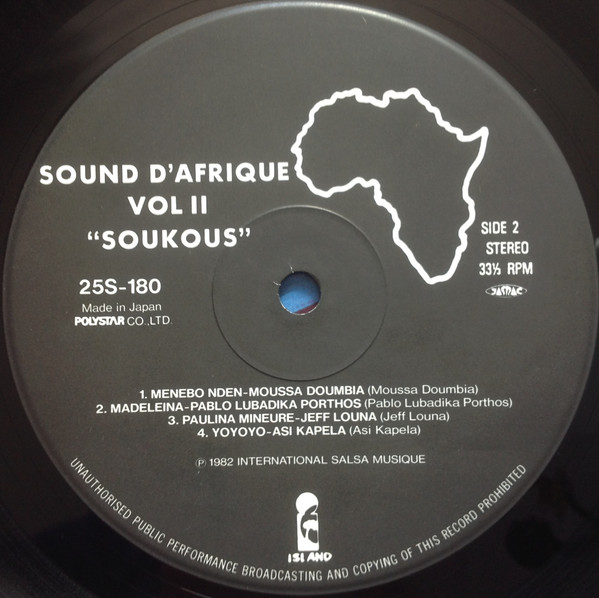 SOUND D'AFRIQUE
VOL II
“SOUKOUS”
25S-180
Made in Japan
POLYSTAR CO.,LTD.
SIDE 2
STEREO
33⅓ RPM
JASRAC
1. MENEBO NDEN-MOUSSA DOUMBIA (Moussa Doumbia)
2. MADELEINA-PABLO LUBADIKA PORTHOS (Pablo Lubadika Porthos)
3. PAULINA MINEURE-JEFF LOUNA (Jeff Louna)
4. YOYOYO-ASI KAPELA (Asi Kapela)
℗ 1982 INTERNATIONAL SALSA MUSIQUE
ISLAND
UNAUTHORISED PUBLIC PERFORMANCE BROADCASTING AND COPYING OF THIS RECORD PROHIBITED